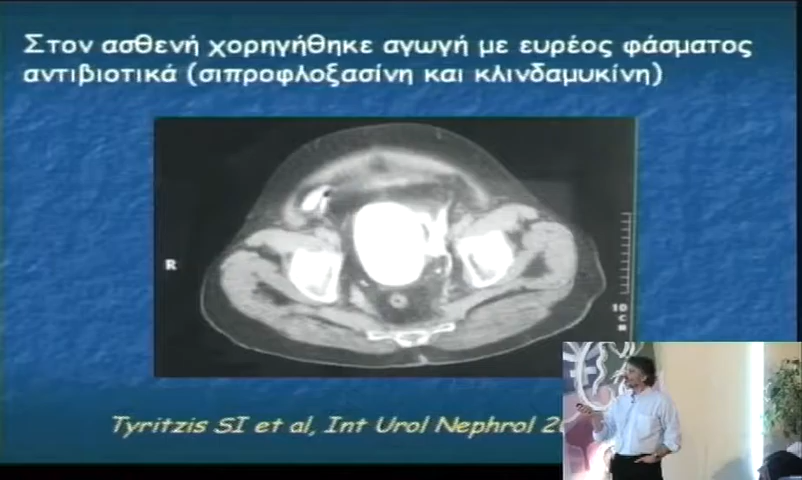 Στον ασθενή χορηγήθηκε αγωγή με ευρέος φάσματος
αντιβιοτικά (σιπροφλοξασίνη και κλινδαμυκίνη)
R
10
c
m
Tyritzis SI et al, Int Urol Nephrol